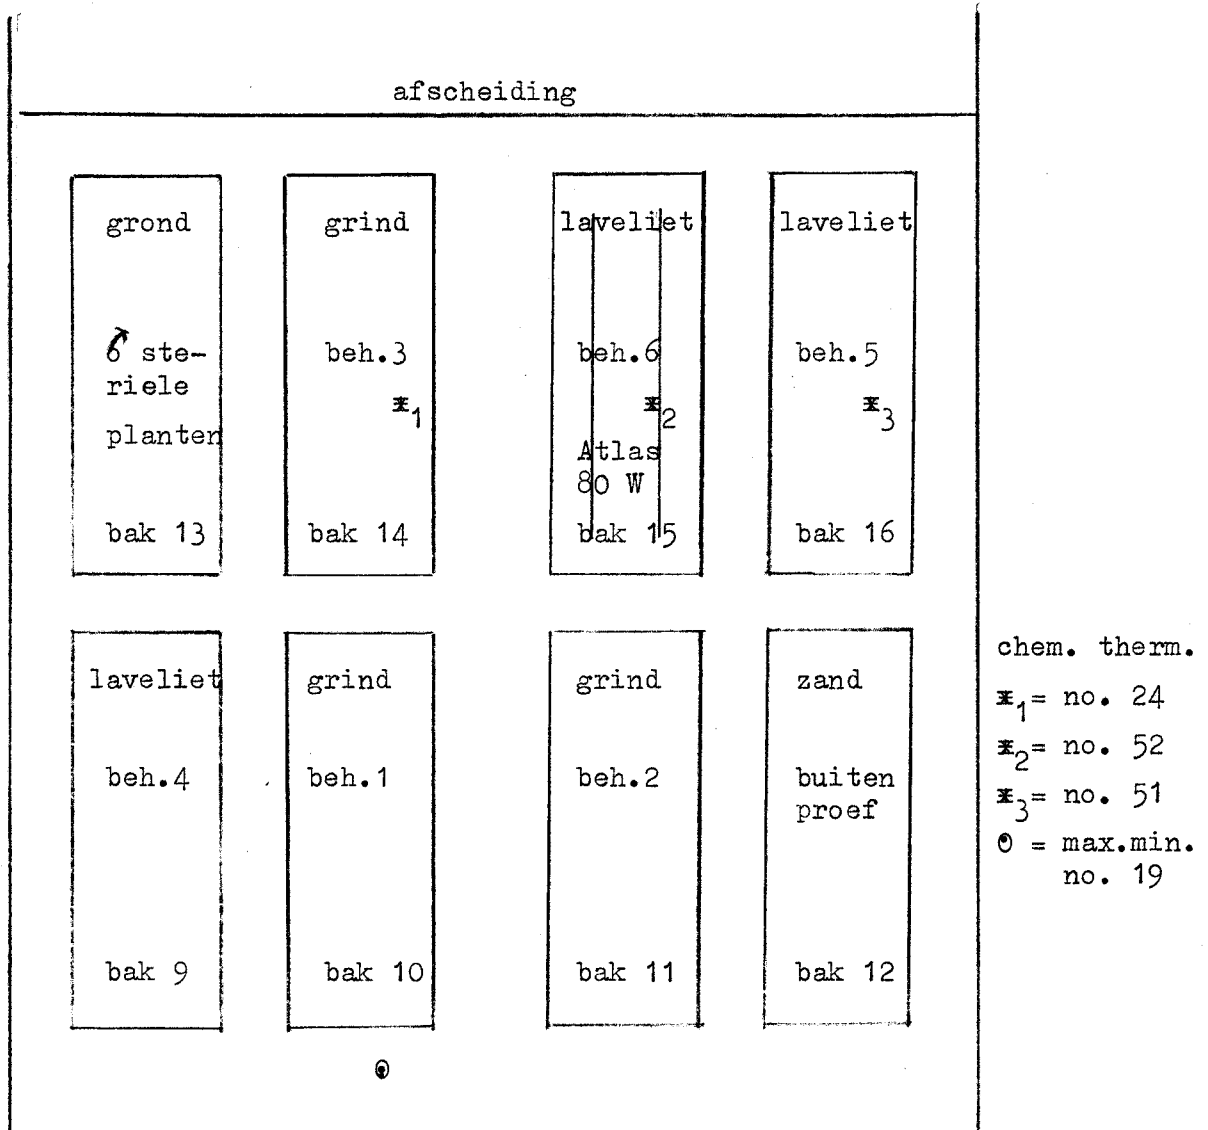 afscheiding
grond
6 ste-
riele
planten
bak 13
grind
beh.3
*1
bak 14
laveliet
beh.6
*2
Atlas
80 W
bak 15
laveliet
beh.5
*3
bak 16
laveliet
beh.4
bak 9
grind
beh.1
bak 10
grind
beh.2
bak 11
zand
buiten
proef
bak 12
chem. therm.
*1= no. 24
*2= no. 52
*3= no. 51
⊙ = max.min.
no. 19
⊙